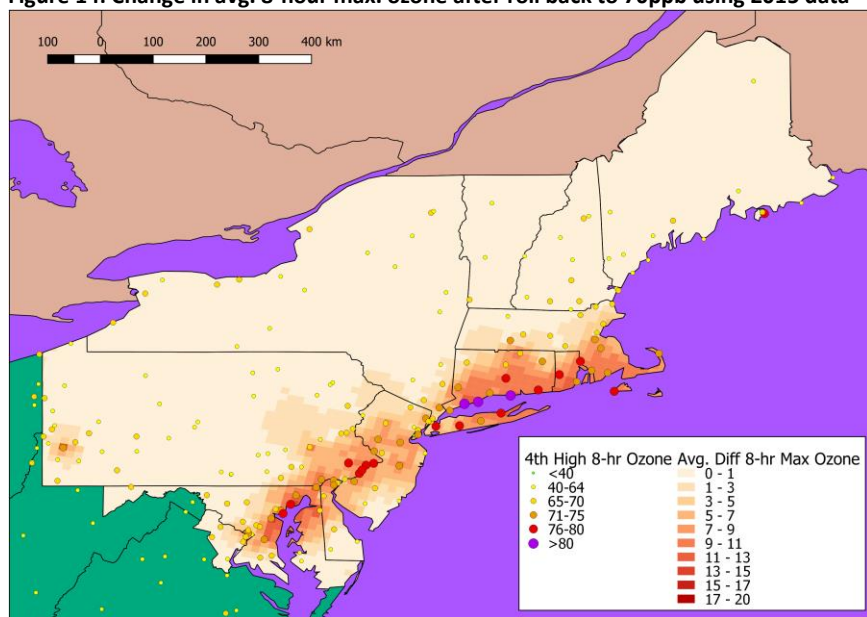 Figure 14. Change in avg. 8-hour max. ozone after roll back to 70ppb using 2015 data
100 0 100 200 300 400 km
4th High 8-hr Ozone
<40
40-64
65-70
71-75
76-80
>80
Avg. Diff 8-hr Max Ozone
0 - 1
1 - 3
3 - 5
5 - 7
7 - 9
9 - 11
11 - 13
13 - 15
15 - 17
17 - 20